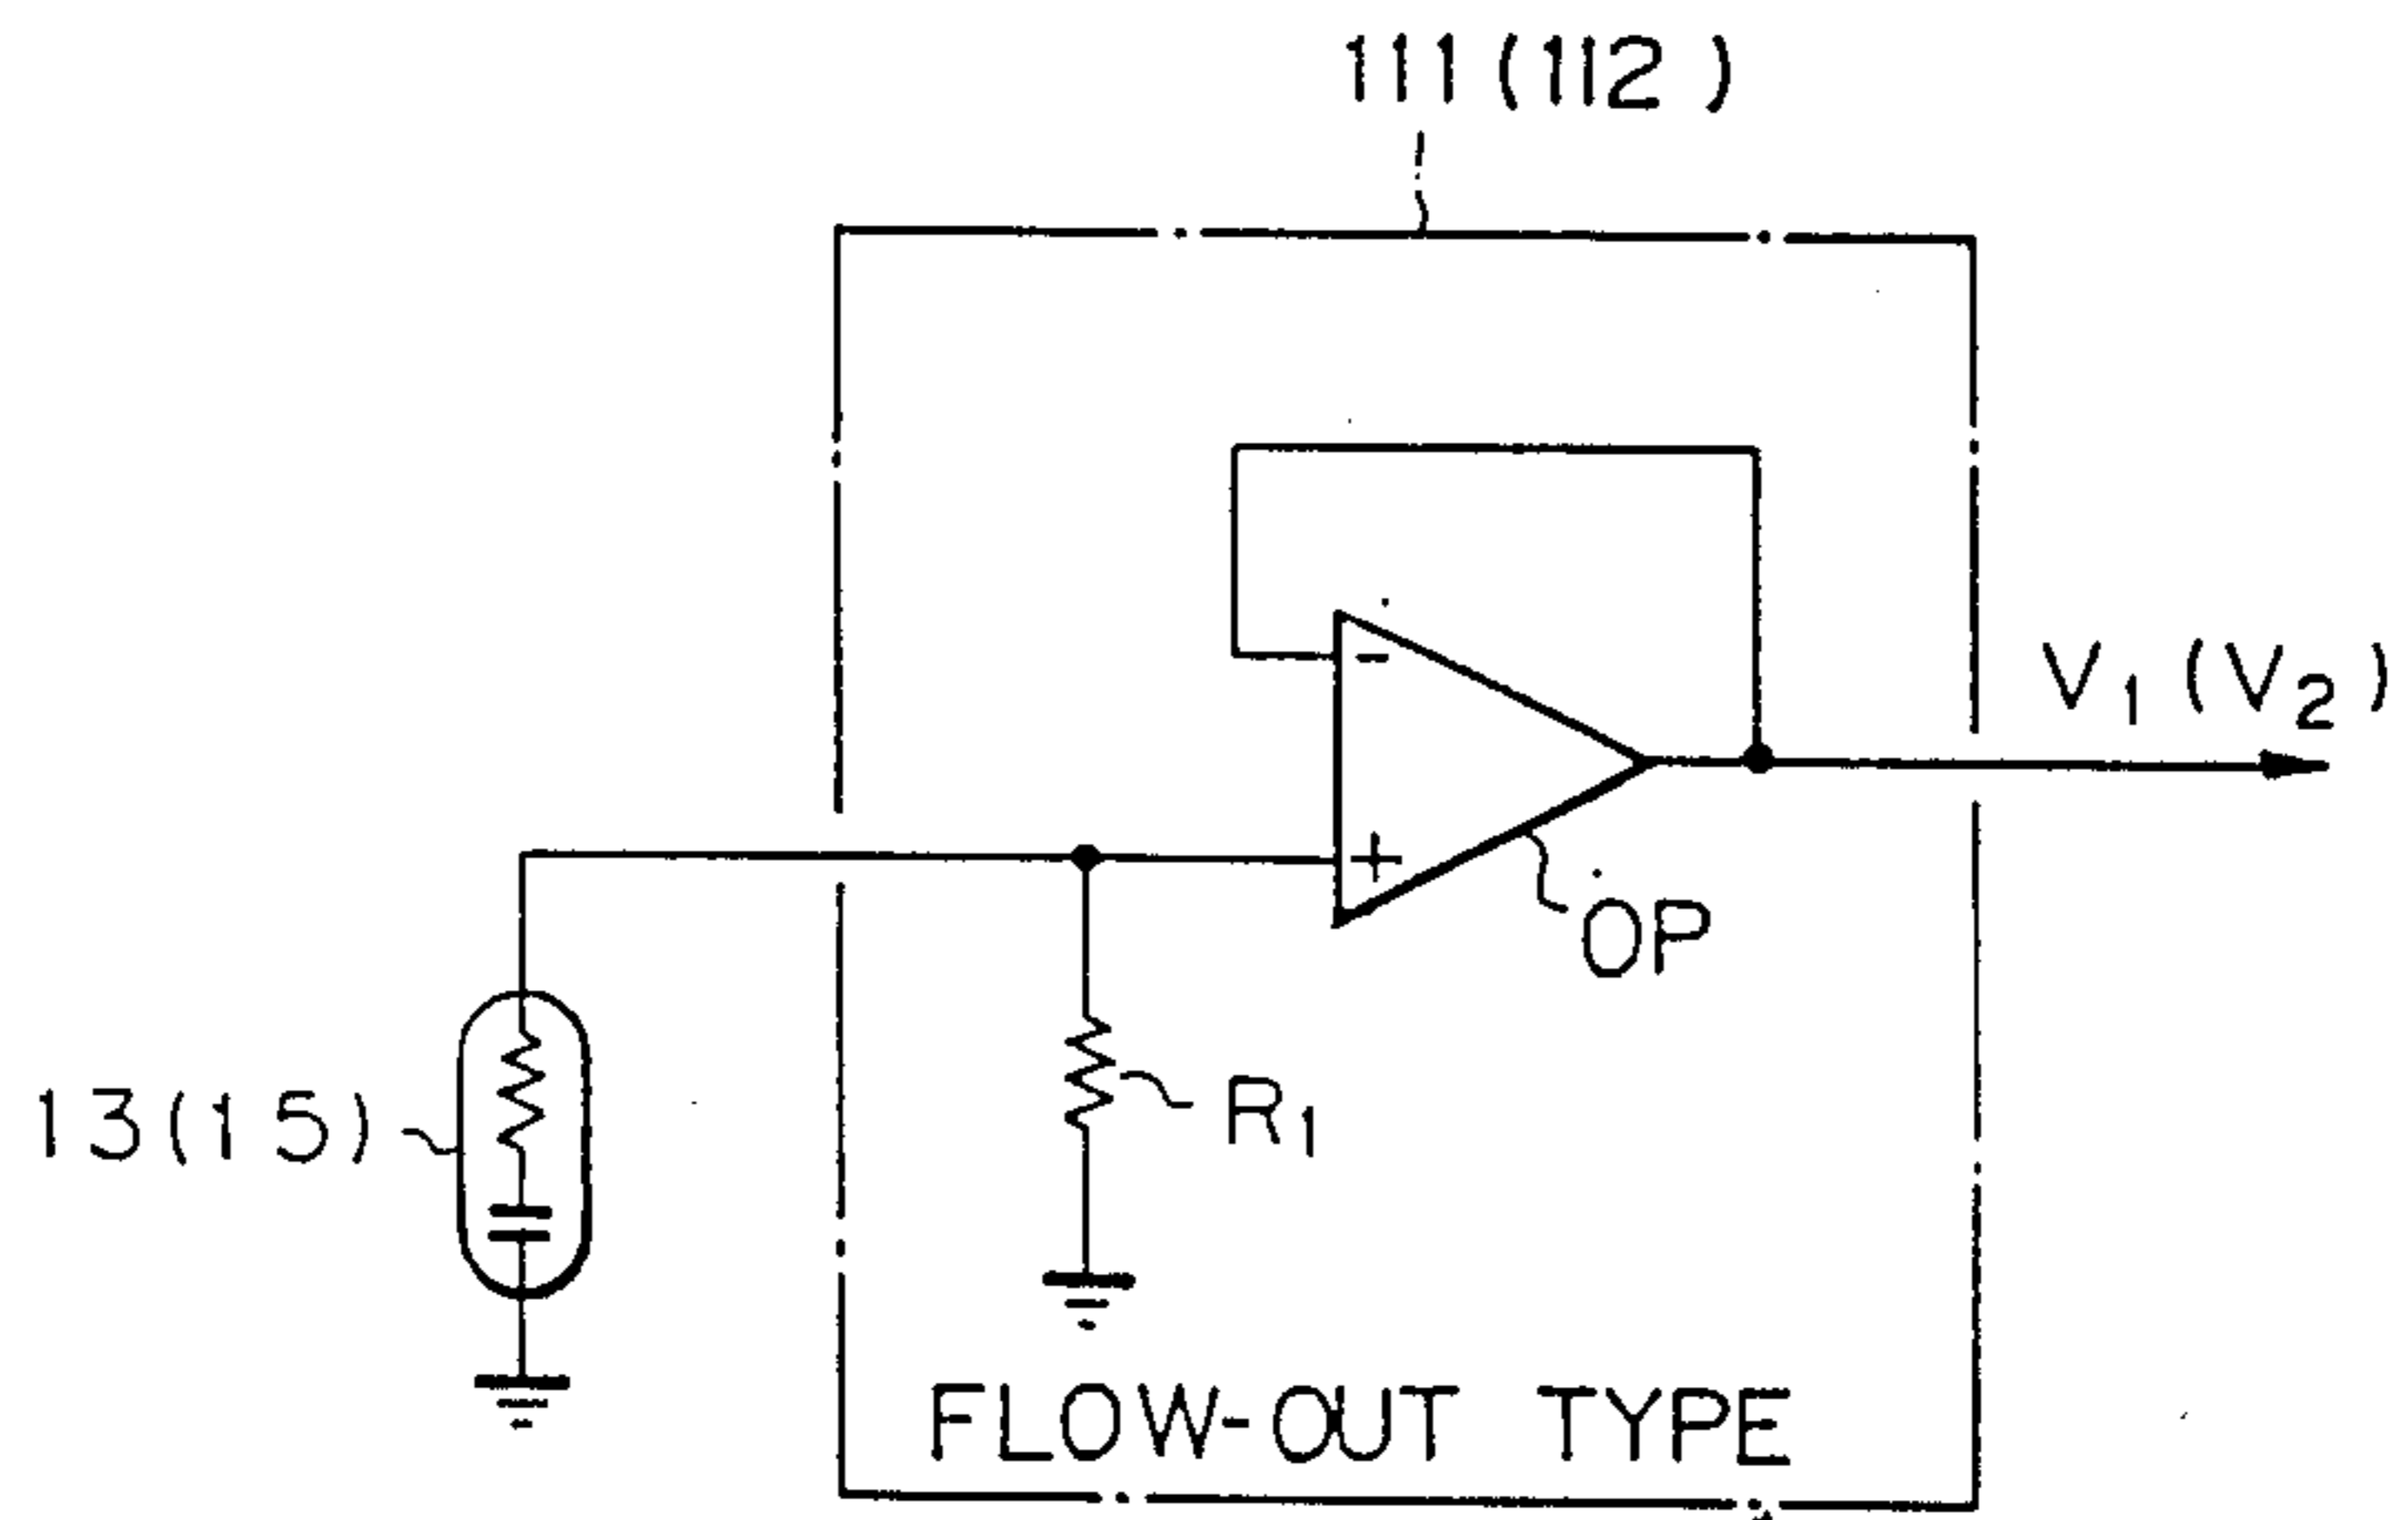 111(112)
V1(V2)
-
+
OP
13(15)
R1
FLOW-OUT TYPE